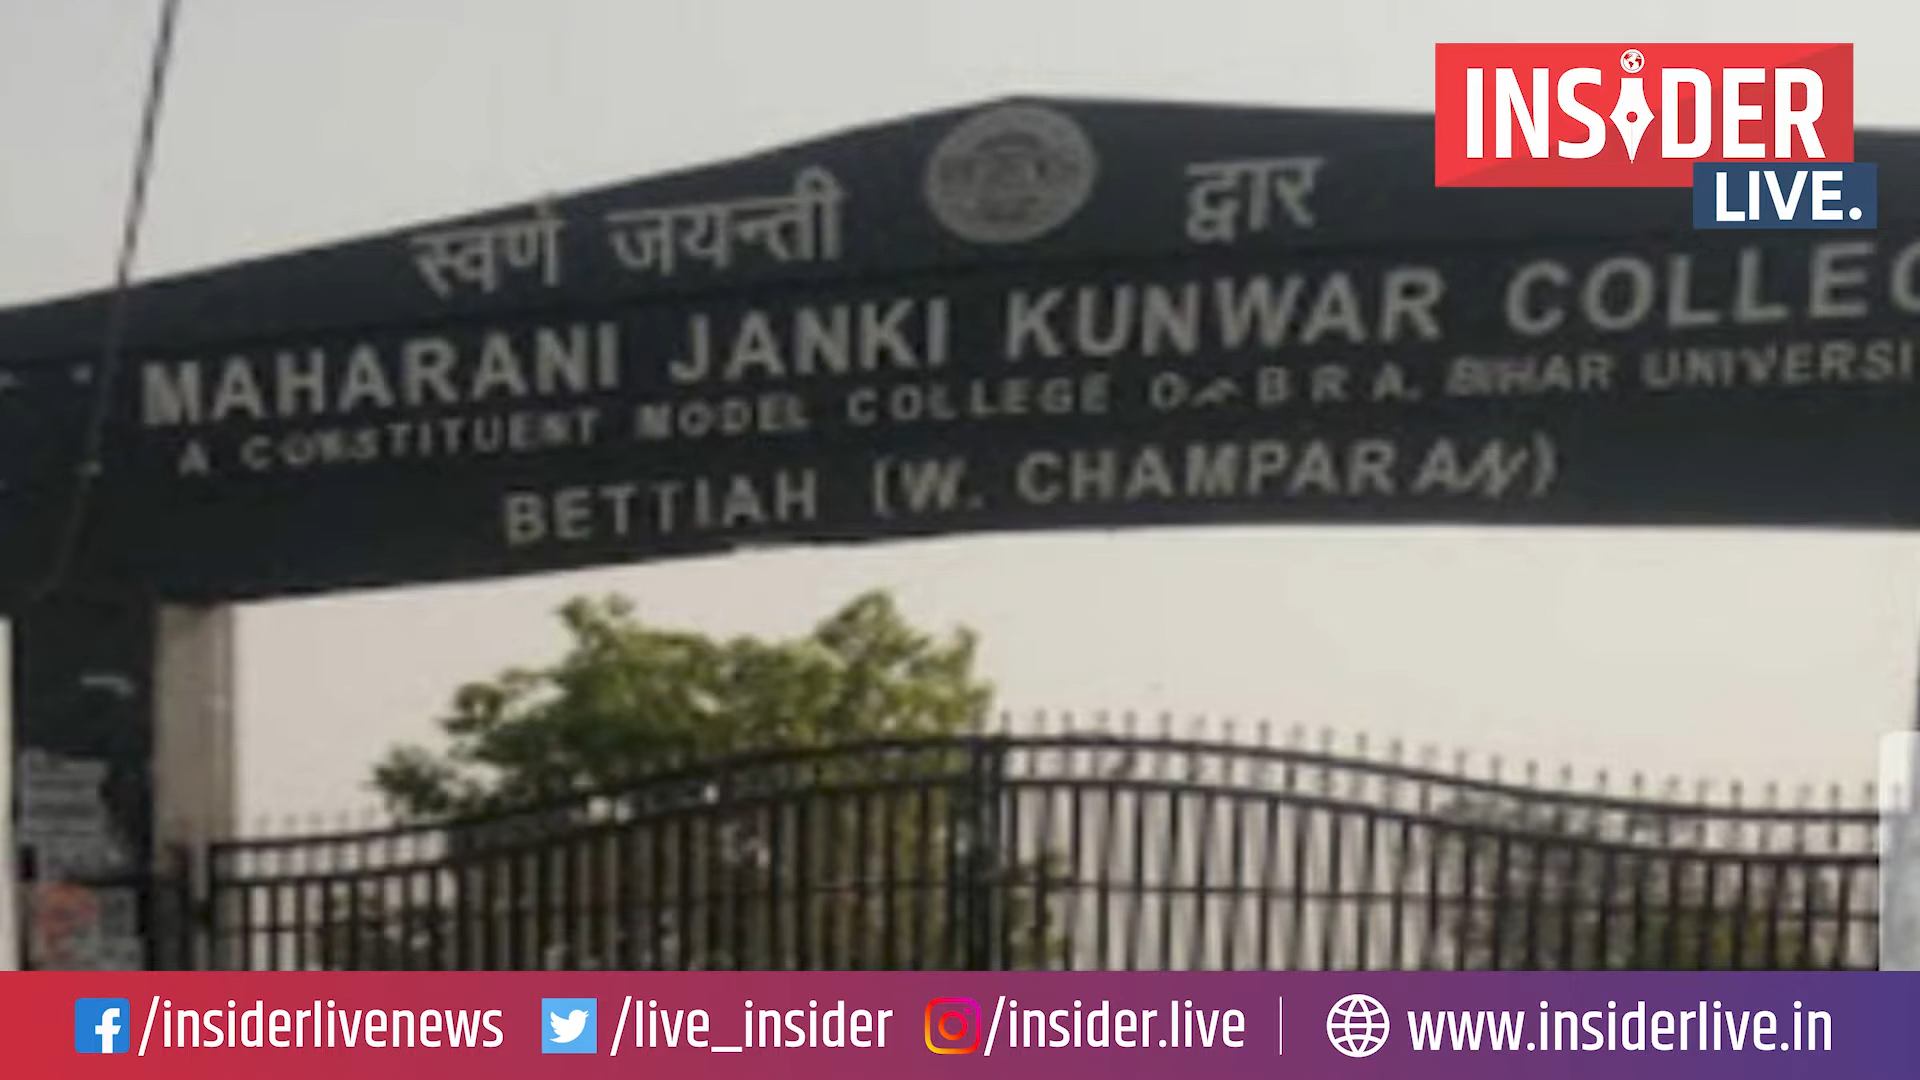 INSiDER
LIVE.
स्वर्ण जयन्ती द्वार
MAHARANI JANKI KUNWAR COLLEG
A CONSTITUENT MODEL COLLEGE OF B R A. BIHAR UNIVERSI
BETTIAH (W. CHAMPARAN)
/insiderlivenews /live_insider /insider.live www.insiderlive.in